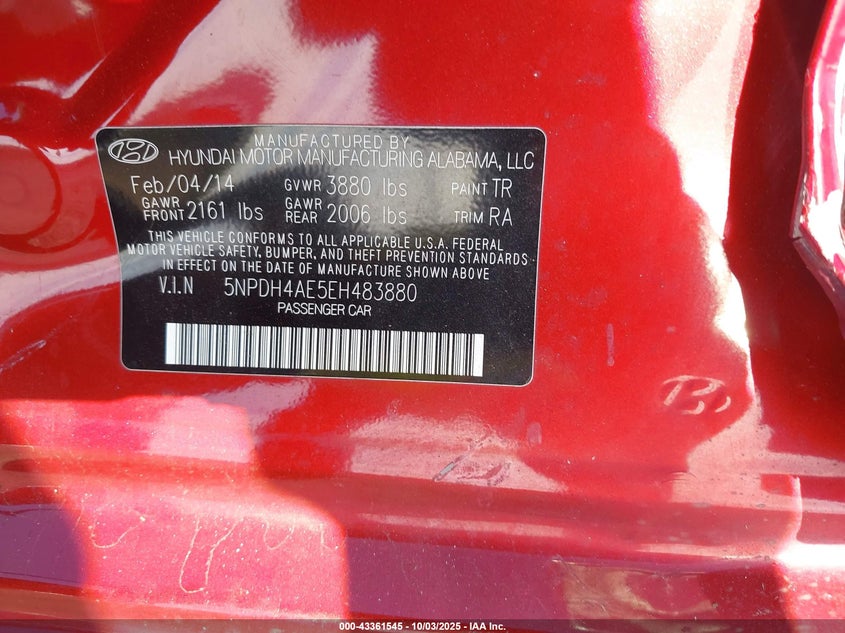 MANUFACTURED BY
HYUNDAI MOTOR MANUFACTURING ALABAMA, LLC
Feb/04/14 GVWR 3880 lbs PAINT TR
GAWR FRONT 2161 lbs GAWR REAR 2006 lbs TRIM RA
THIS VEHICLE CONFORMS TO ALL APPLICABLE U.S.A. FEDERAL
MOTOR VEHICLE SAFETY, BUMPER, AND THEFT PREVENTION STANDARDS
IN EFFECT ON THE DATE OF MANUFACTURE SHOWN ABOVE
V.I.N 5NPDH4AE5EH483880
PASSENGER CAR
000-43361545 - 10/03/2025 - IAA Inc.